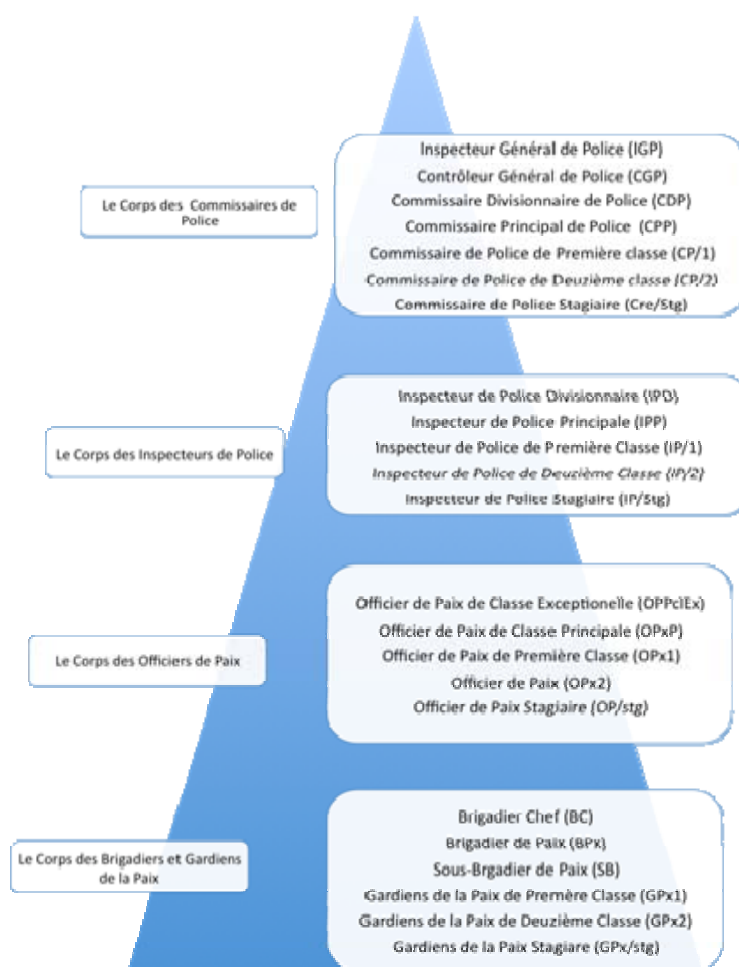 Le Corps des Commissaires de
Police
Inspecteur Général de Police (IGP)
Contrôleur Général de Police (CGP)
Commissaire Divisionnaire de Police (CDP)
Commissaire Principal de Police (CPP)
Commissaire de Police de Première classe (CP/1)
Commissaire de Police de Deuxième classe (CP/2)
Commissaire de Police Stagiaire (Cre/Stg)
Le Corps des Inspecteurs de Police
Inspecteur de Police Divisionnaire (IPD)
Inspecteur de Police Principale (IPP)
Inspecteur de Police de Première Classe (IP/1)
Inspecteur de Police de Deuxième Classe (IP/2)
Inspecteur de Police Stagiaire (IP/Stg)
Le Corps des Officiers de Paix
Officier de Paix de Classe Exceptionelle (OPPclEx)
Officier de Paix de Classe Principale (OPxP)
Officier de Paix de Première Classe (OPx1)
Officier de Paix (OPx2)
Officier de Paix Stagiaire (OP/stg)
Le Corps des Brigadiers et Gardiens
de la Paix
Brigadier Chef (BC)
Brigadier de Paix (BPx)
Sous-Brgadier de Paix (SB)
Gardiens de la Paix de Première Classe (GPx1)
Gardiens de la Paix de Deuxième Classe (GPx2)
Gardiens de la Paix Stagiare (GPx/stg)